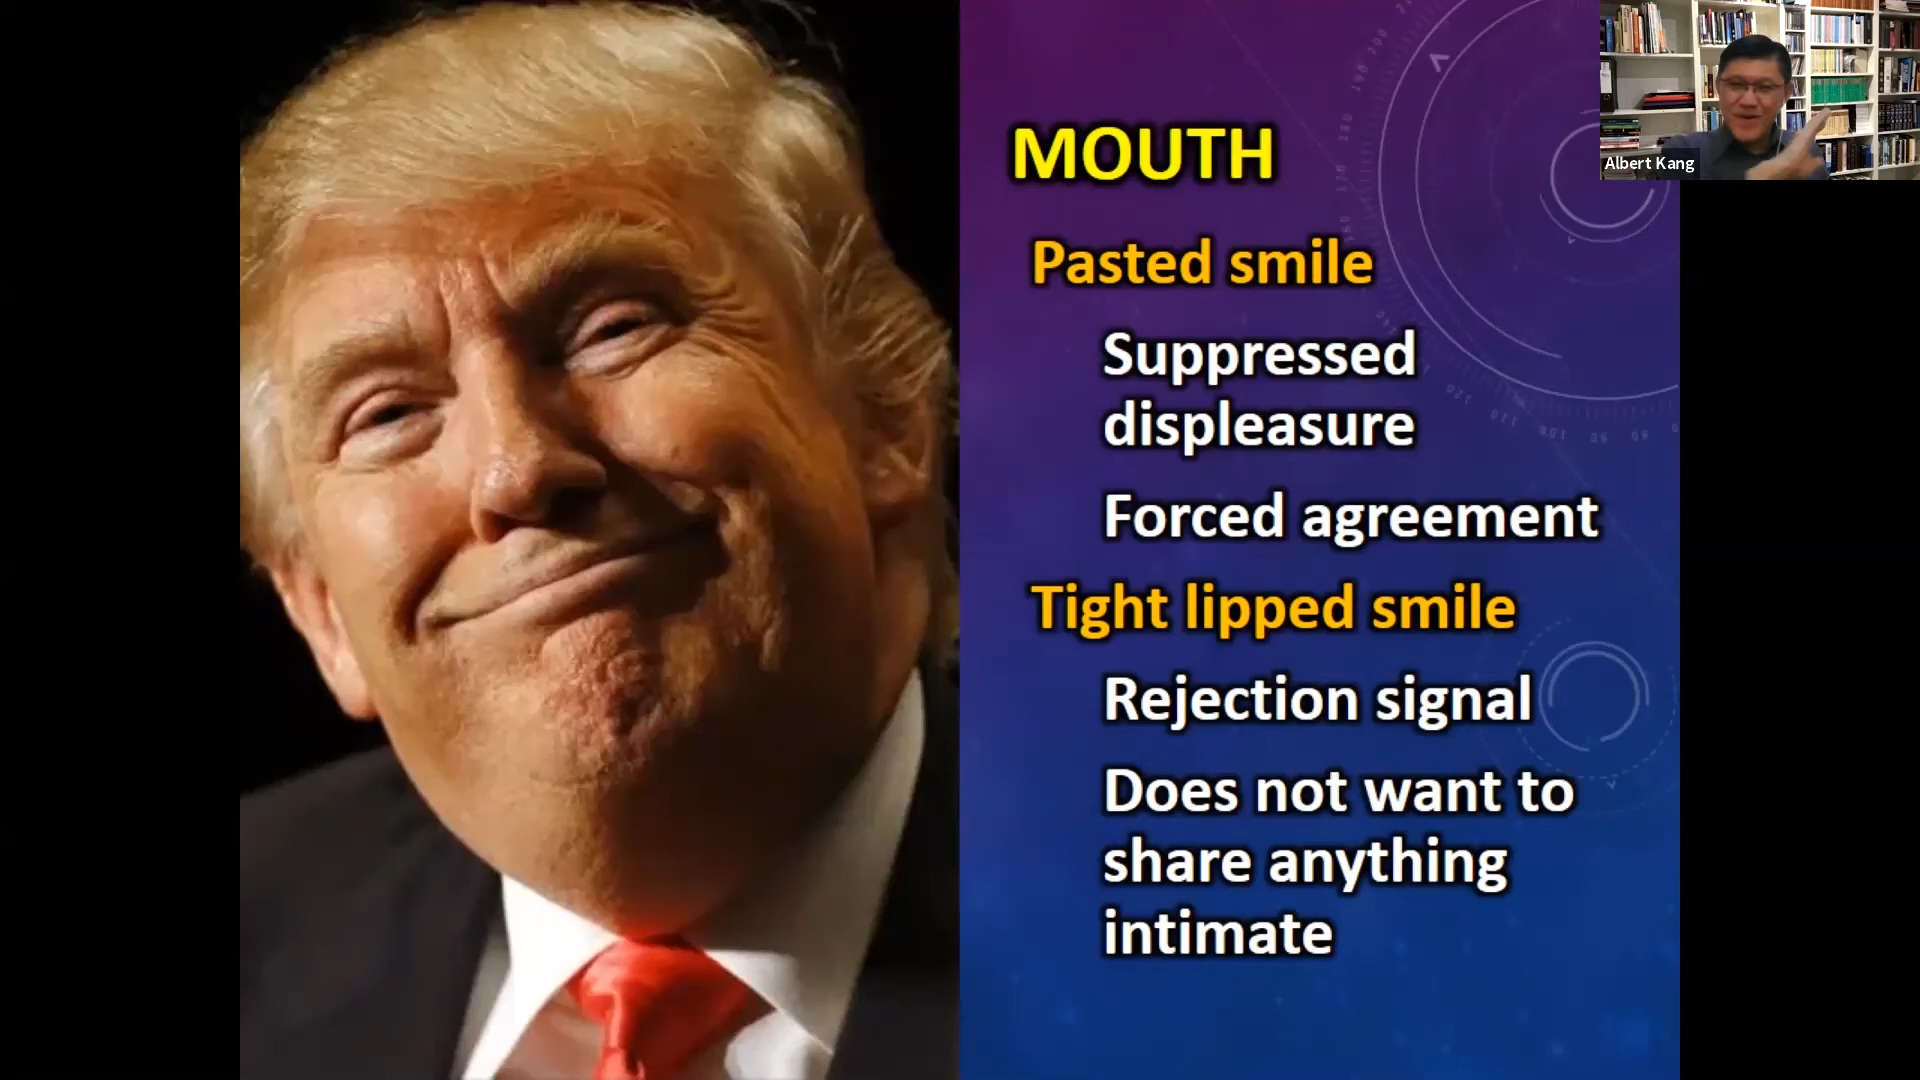 MOUTH
Pasted smile
Suppressed
displeasure
Forced agreement
Tight lipped smile
Rejection signal
Does not want to
share anything
intimate
Albert Kang